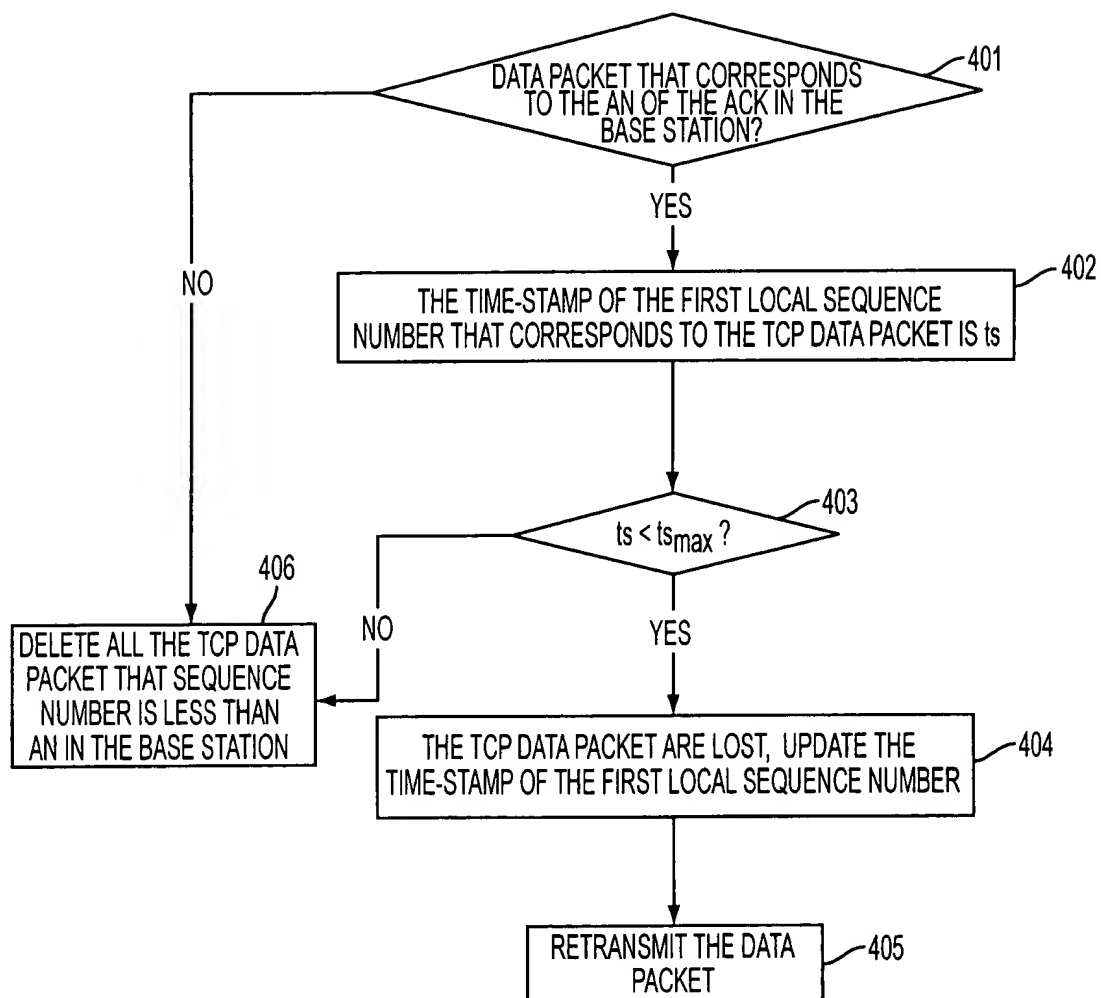 DATA PACKET THAT CORRESPONDS
TO THE AN OF THE ACK IN THE
BASE STATION?
401
YES
NO
402
THE TIME-STAMP OF THE FIRST LOCAL SEQUENCE
NUMBER THAT CORRESPONDS TO THE TCP DATA PACKET IS ts
403
ts < tsmax ?
406
NO
YES
DELETE ALL THE TCP DATA
PACKET THAT SEQUENCE
NUMBER IS LESS THAN
AN IN THE BASE STATION
THE TCP DATA PACKET ARE LOST, UPDATE THE
TIME-STAMP OF THE FIRST LOCAL SEQUENCE NUMBER
404
RETRANSMIT THE DATA
PACKET
405